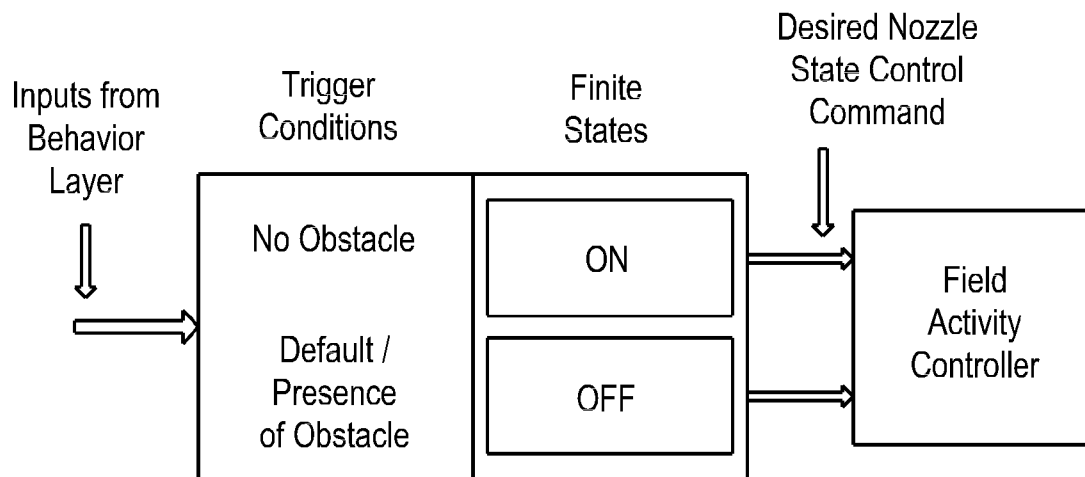 Inputs from
Behavior
Layer
Trigger
Conditions
Finite
States
Desired Nozzle
State Control
Command
No Obstacle
ON
Default /
Presence
of Obstacle
OFF
Field
Activity
Controller